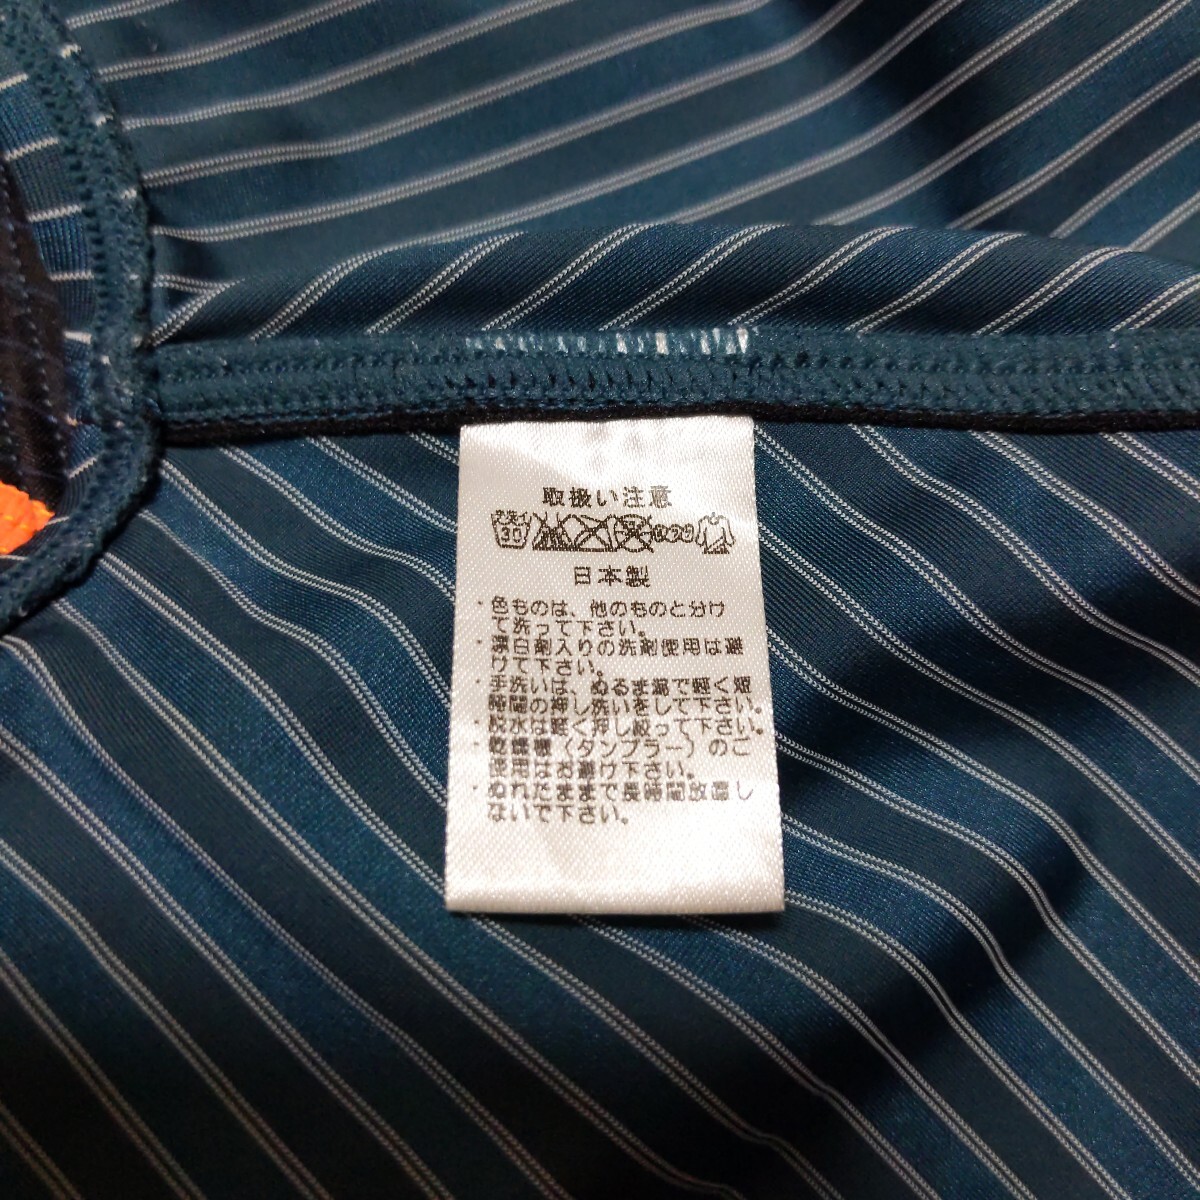 取扱い注意
ドライ 30
日本製
・色ものは、他のものと分け
て洗って下さい。
・漂白剤入りの洗剤使用は避
けて下さい。
・手洗いは、ぬるま湯で軽く短
時間の押し洗いをして下さい。
・脱水は軽く押し絞って下さい。
・乾燥機（タンブラー）のご
使用はお避け下さい。
・ぬれたままで長時間放置し
ないで下さい。